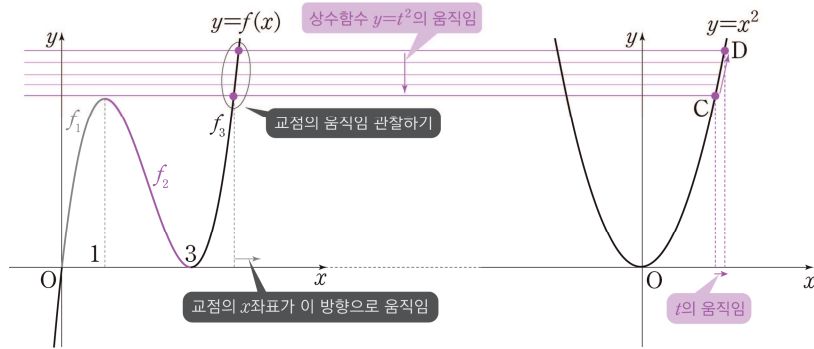 y=f(x)
상수함수 y=t²의 움직임
y=x²
y
y
D
C
f₁
f₂
f₃
교점의 움직임 관찰하기
1
3
O
x
O
x
교점의 x좌표가 이 방향으로 움직임
t의 움직임